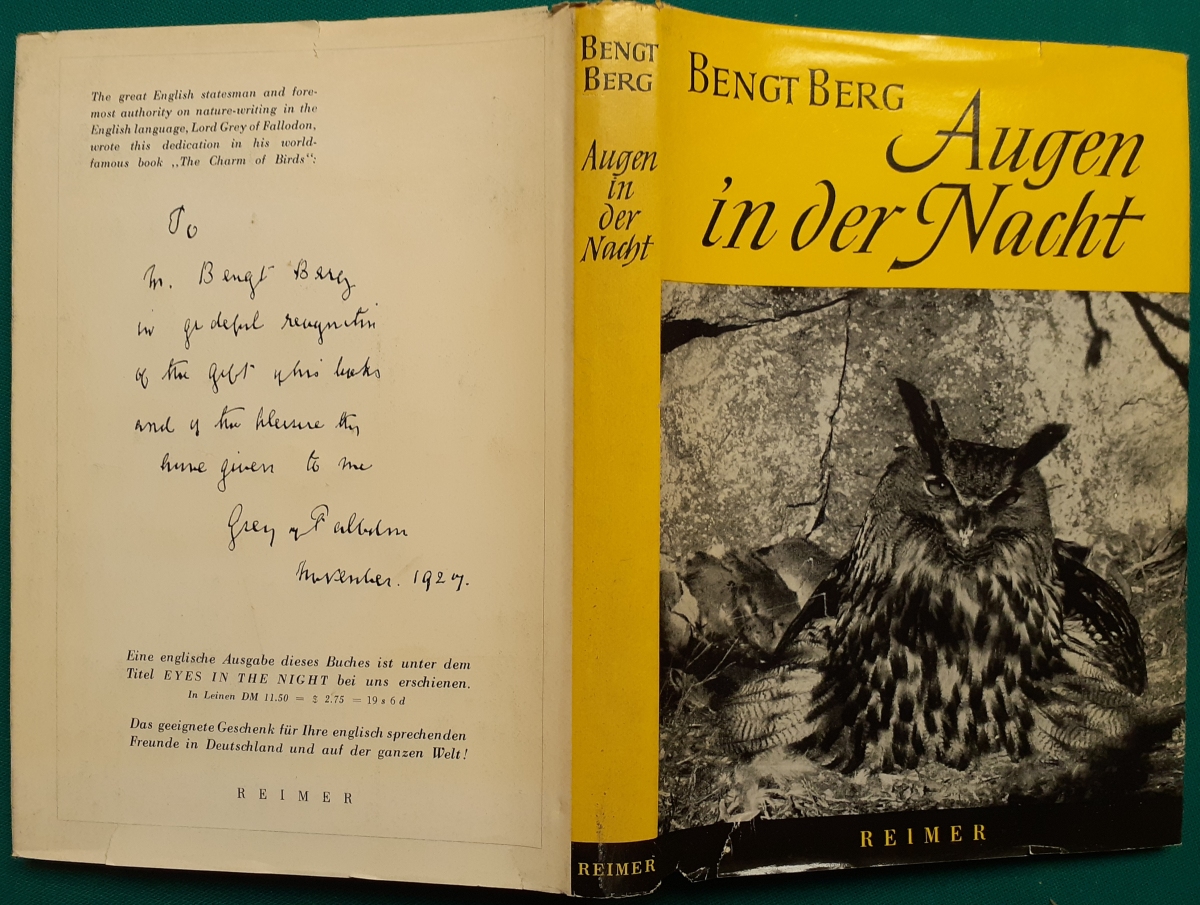 The great English statesman and fore-
most authority on nature-writing in the
English language, Lord Grey of Fallodon,
wrote this dedication in his world-
famous book „The Charm of Birds“:
To
Mr. Bengt Berg
in grateful recognition
of the gift of his books
and of the pleasure they
have given to me
Grey of Fallodon
November. 1927.
Eine englische Ausgabe dieses Buches ist unter dem
Titel EYES IN THE NIGHT bei uns erschienen.
In Leinen DM 11.50 = $ 2.75 = 19 s 6 d
Das geeignete Geschenk für Ihre englisch sprechenden
Freunde in Deutschland und auf der ganzen Welt!
REIMER
BENGT
BERG
Augen
in
der
Nacht
REIMER
BENGT BERG
Augen
in der Nacht
REIMER